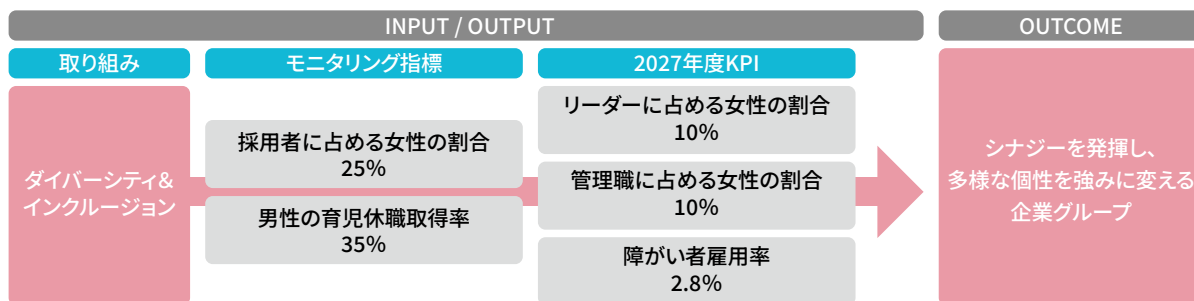 INPUT / OUTPUT
OUTCOME
取り組み
モニタリング指標
2027年度KPI
ダイバーシティ&
インクルージョン
採用者に占める女性の割合
25%
男性の育児休職取得率
35%
リーダーに占める女性の割合
10%
管理職に占める女性の割合
10%
障がい者雇用率
2.8%
シナジーを発揮し、
多様な個性を強みに変える
企業グループ